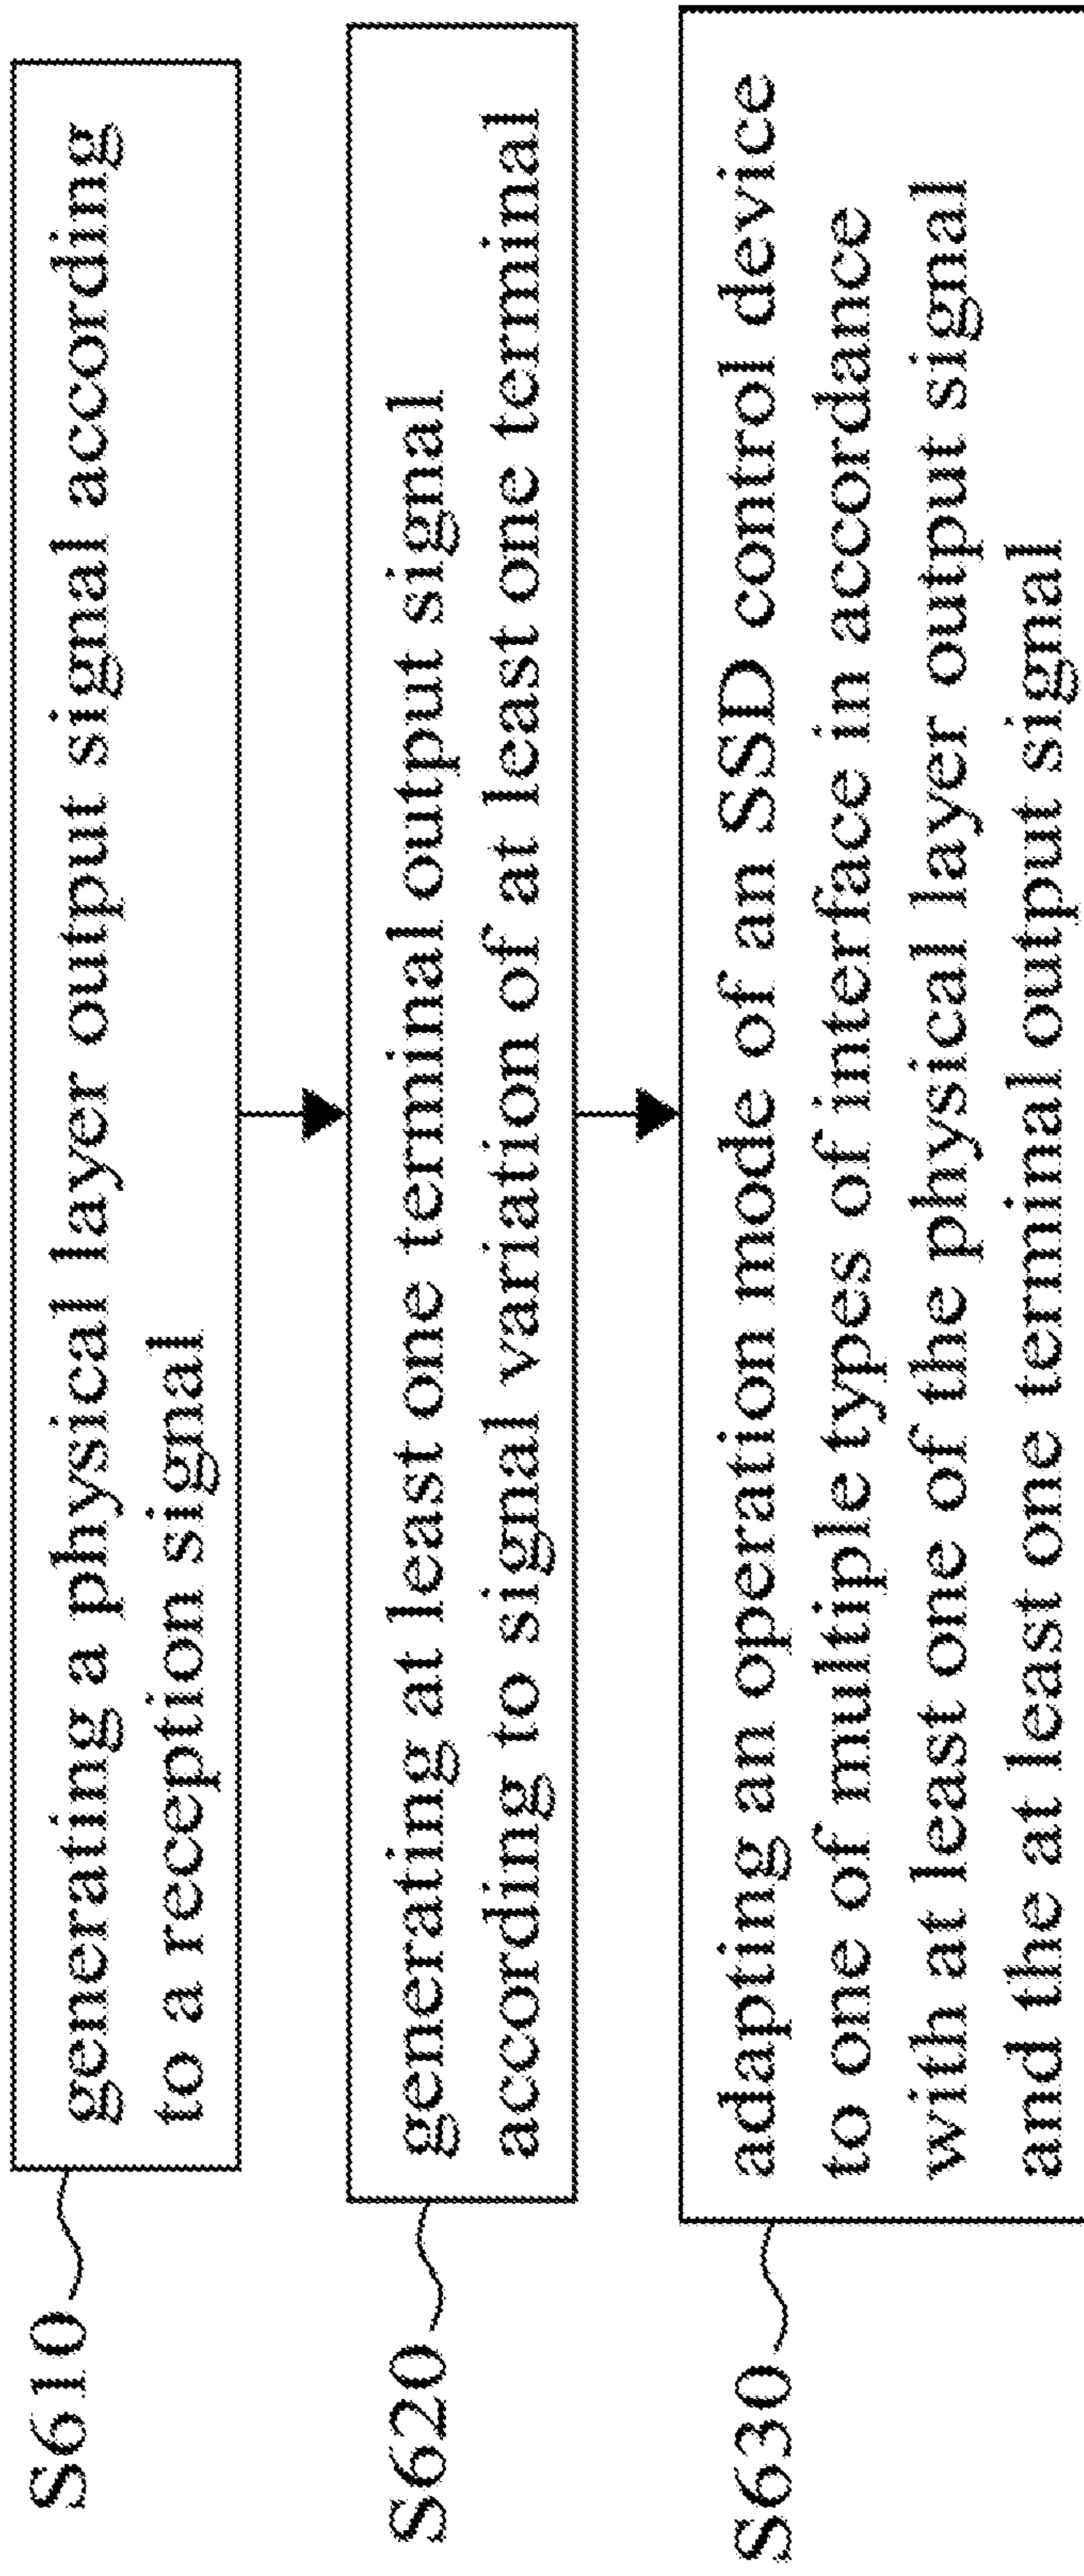 S610
generating a physical layer output signal according
to a reception signal
S620
generating at least one terminal output signal
according to signal variation of at least one terminal
S630
adapting an operation mode of an SSD control device
to one of multiple types of interface in accordance
with at least one of the physical layer output signal
and the at least one terminal output signal